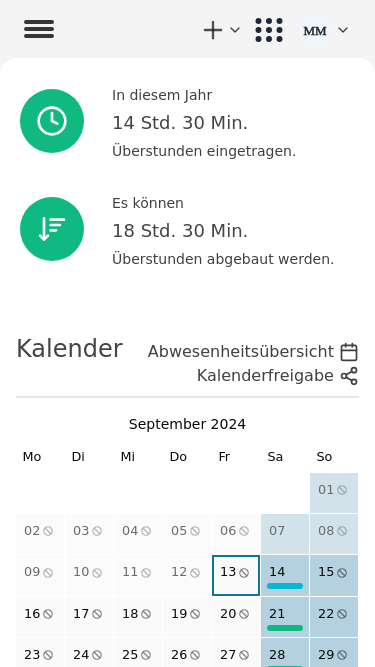 MM
In diesem Jahr
14 Std. 30 Min.
Überstunden eingetragen.
Es können
18 Std. 30 Min.
Überstunden abgebaut werden.
Kalender
Abwesenheitsübersicht
Kalenderfreigabe
September 2024
Mo Di Mi Do Fr Sa So
01
02 03 04 05 06 07 08
09 10 11 12 13 14 15
16 17 18 19 20 21 22
23 24 25 26 27 28 29